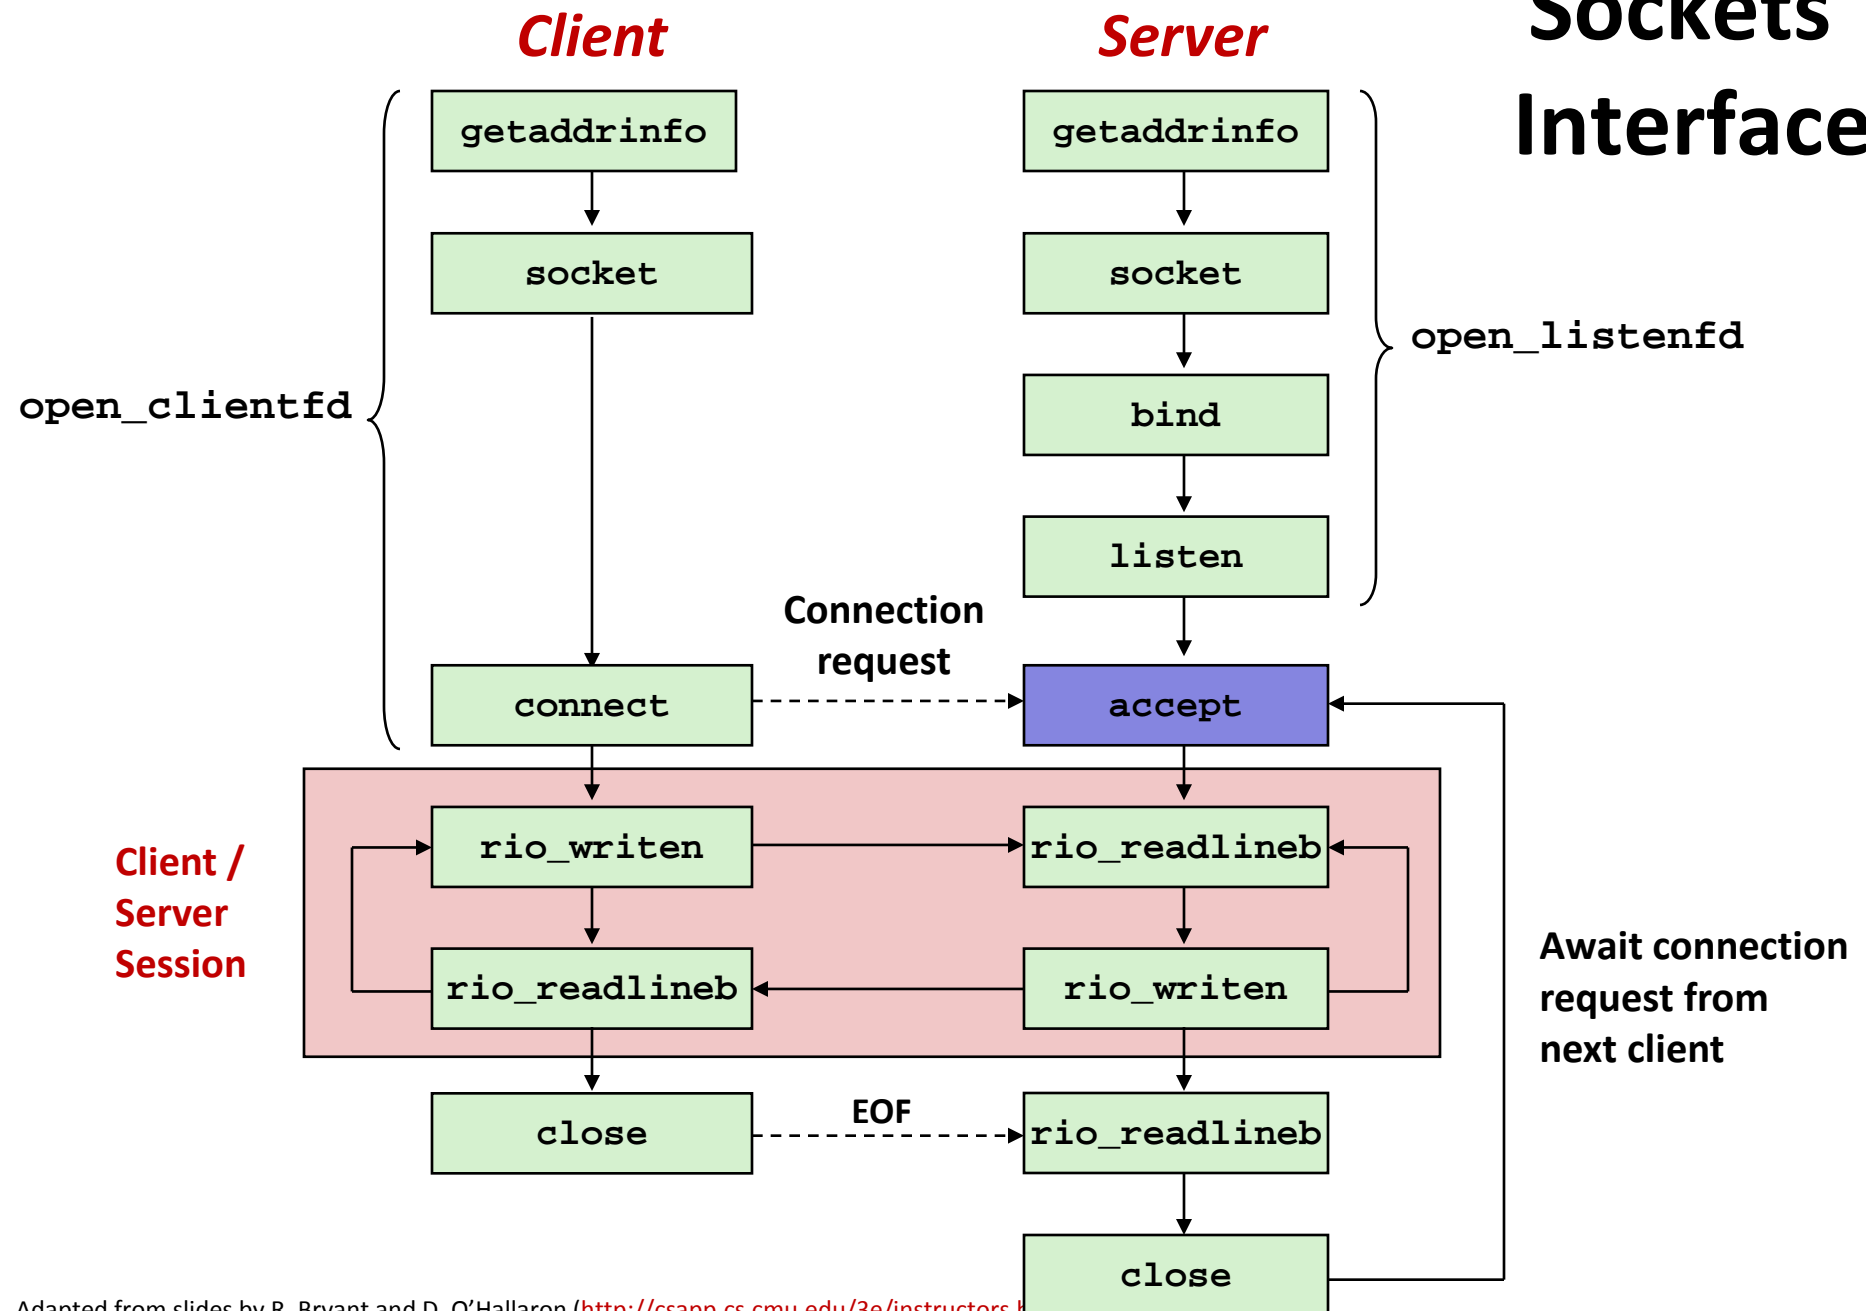 Sockets
Interface
Client
Server
getaddrinfo
getaddrinfo
socket
socket
open_listenfd
open_clientfd
bind
listen
Connection
request
connect
accept
Client /
Server
Session
rio_writen
rio_readlineb
rio_readlineb
rio_writen
Await connection
request from
next client
close
EOF
rio_readlineb
close
Adapted from slides by R. Bryant and D. O'Hallaron (http://csapp.cs.cmu.edu/3e/instructors.